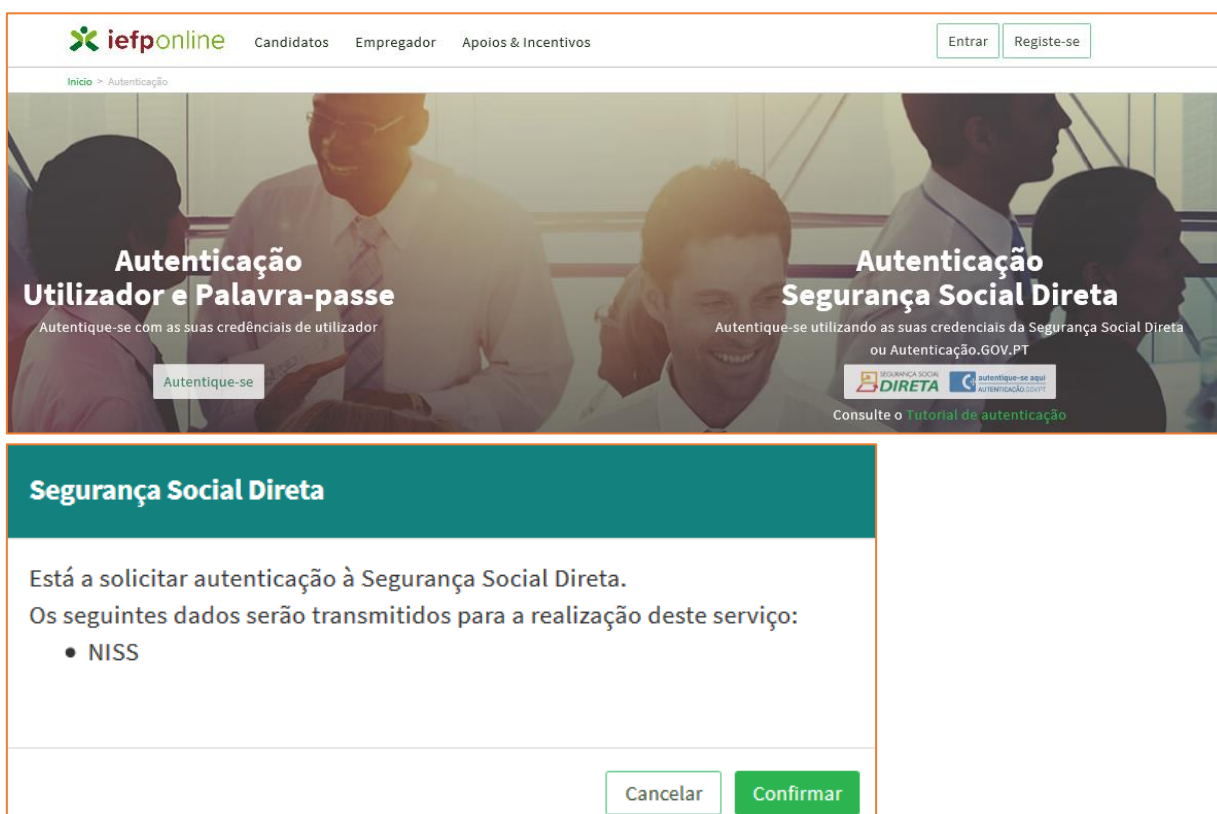 iefponline Candidatos Empregador Apoios & Incentivos Entrar Registe-se
Início > Autenticação
Autenticação
Utilizador e Palavra-passe
Autentique-se com as suas credênciais de utilizador
Autentique-se
Autenticação
Segurança Social Direta
Autentique-se utilizando as suas credenciais da Segurança Social Direta
ou Autenticação.GOV.PT
SEGURANÇA SOCIAL
DIRETA
autentique-se aqui
AUTENTICAÇÃO.GOV.PT
Consulte o Tutorial de autenticação
Segurança Social Direta
Está a solicitar autenticação à Segurança Social Direta.
Os seguintes dados serão transmitidos para a realização deste serviço:
• NISS
Cancelar Confirmar